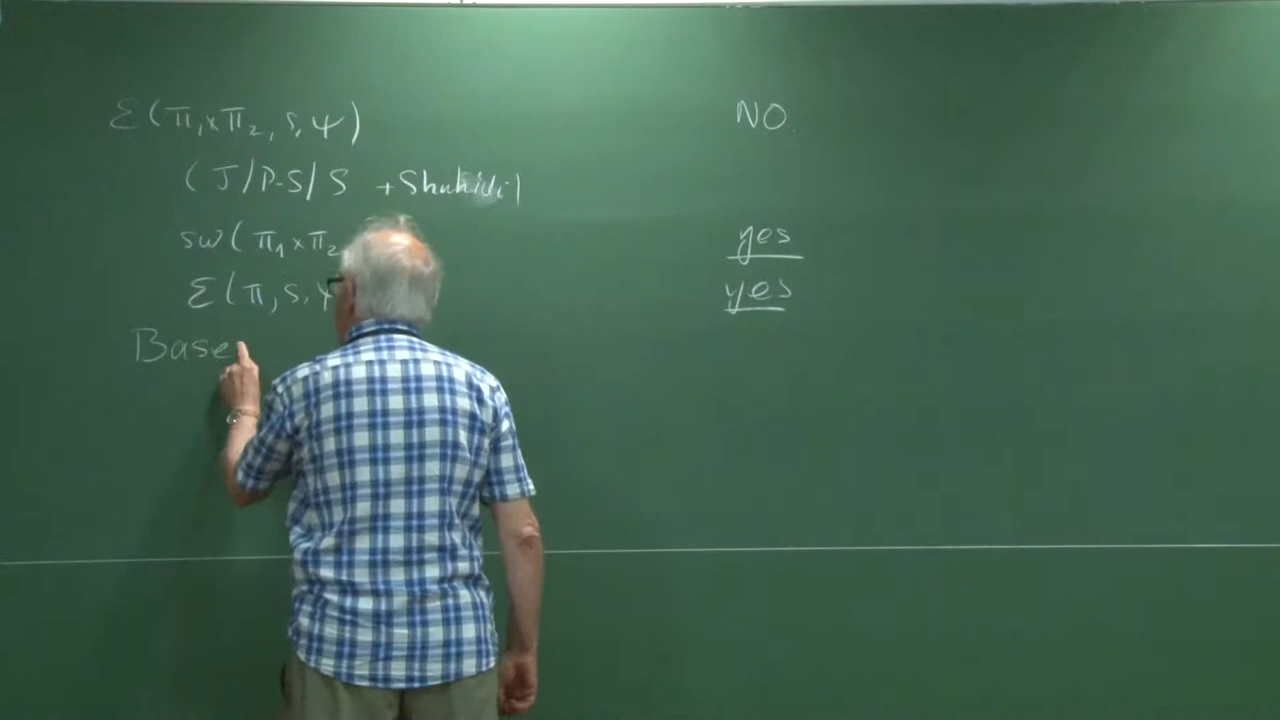 Ɛ(π₁×π₂, s, ψ) NO
(J/P-S/S + Shahidi)
sw(π₁×π₂ yes
Ɛ(π, s, ψ yes
Base